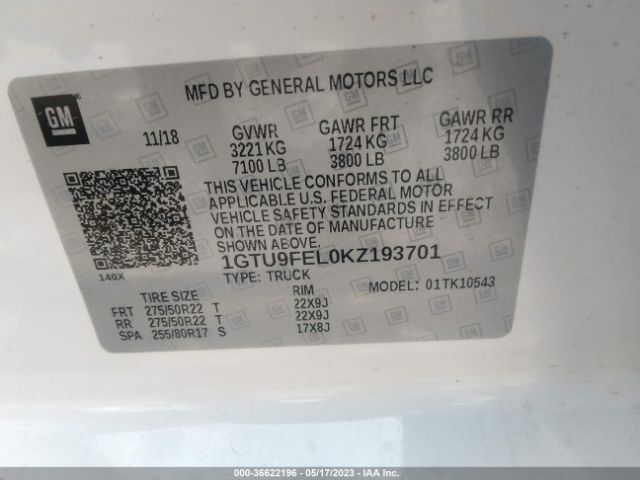 MFD BY GENERAL MOTORS LLC
GM
11/18
GVWR GAWR FRT GAWR RR
3221 KG 1724 KG 1724 KG
7100 LB 3800 LB 3800 LB
THIS VEHICLE CONFORMS TO ALL
APPLICABLE U.S. FEDERAL MOTOR
VEHICLE SAFETY STANDARDS IN EFFECT
ON THE DATE OF MANUFACTURE
SHOWN ABOVE.
1GTU9FEL0KZ193701
140X
TYPE: TRUCK
MODEL: 01TK10543
TIRE SIZE RIM
FRT 275/50R22 T 22X9J
RR 275/50R22 T 22X9J
SPA 255/80R17 S 17X8J
000-36622196 - 05/17/2023 - IAA Inc.